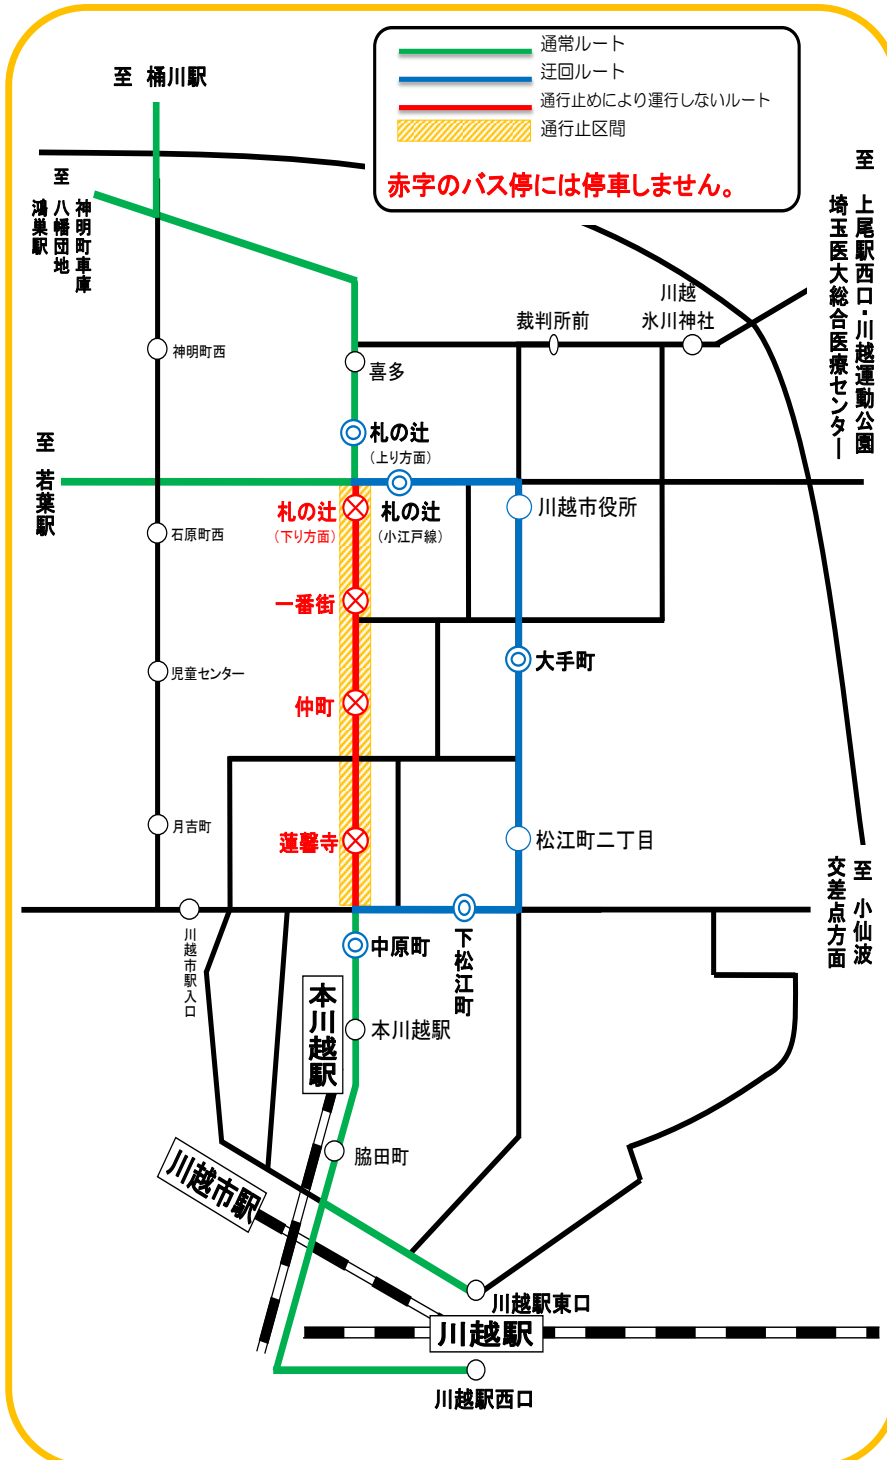 通常ルート
迂回ルート
通行止めにより運行しないルート
通行止区間
赤字のバス停には停車しません。
至 桶川駅
至 上尾駅西口・川越運動公園
埼玉医大総合医療センター
神明町車庫
至 八幡団地
鴻巣駅
川越
氷川神社
裁判所前
神明町西
喜多
札の辻
(上り方面)
至 若葉駅
札の辻
(下り方面)
札の辻
(小江戸線)
川越市役所
石原町西
一番街
大手町
児童センター
仲町
月吉町
蓮馨寺
松江町二丁目
至 小仙波
交差点方面
川越市駅入口
中原町
下松江町
本川越駅
本川越駅
脇田町
川越市駅
川越駅東口
川越駅
川越駅西口